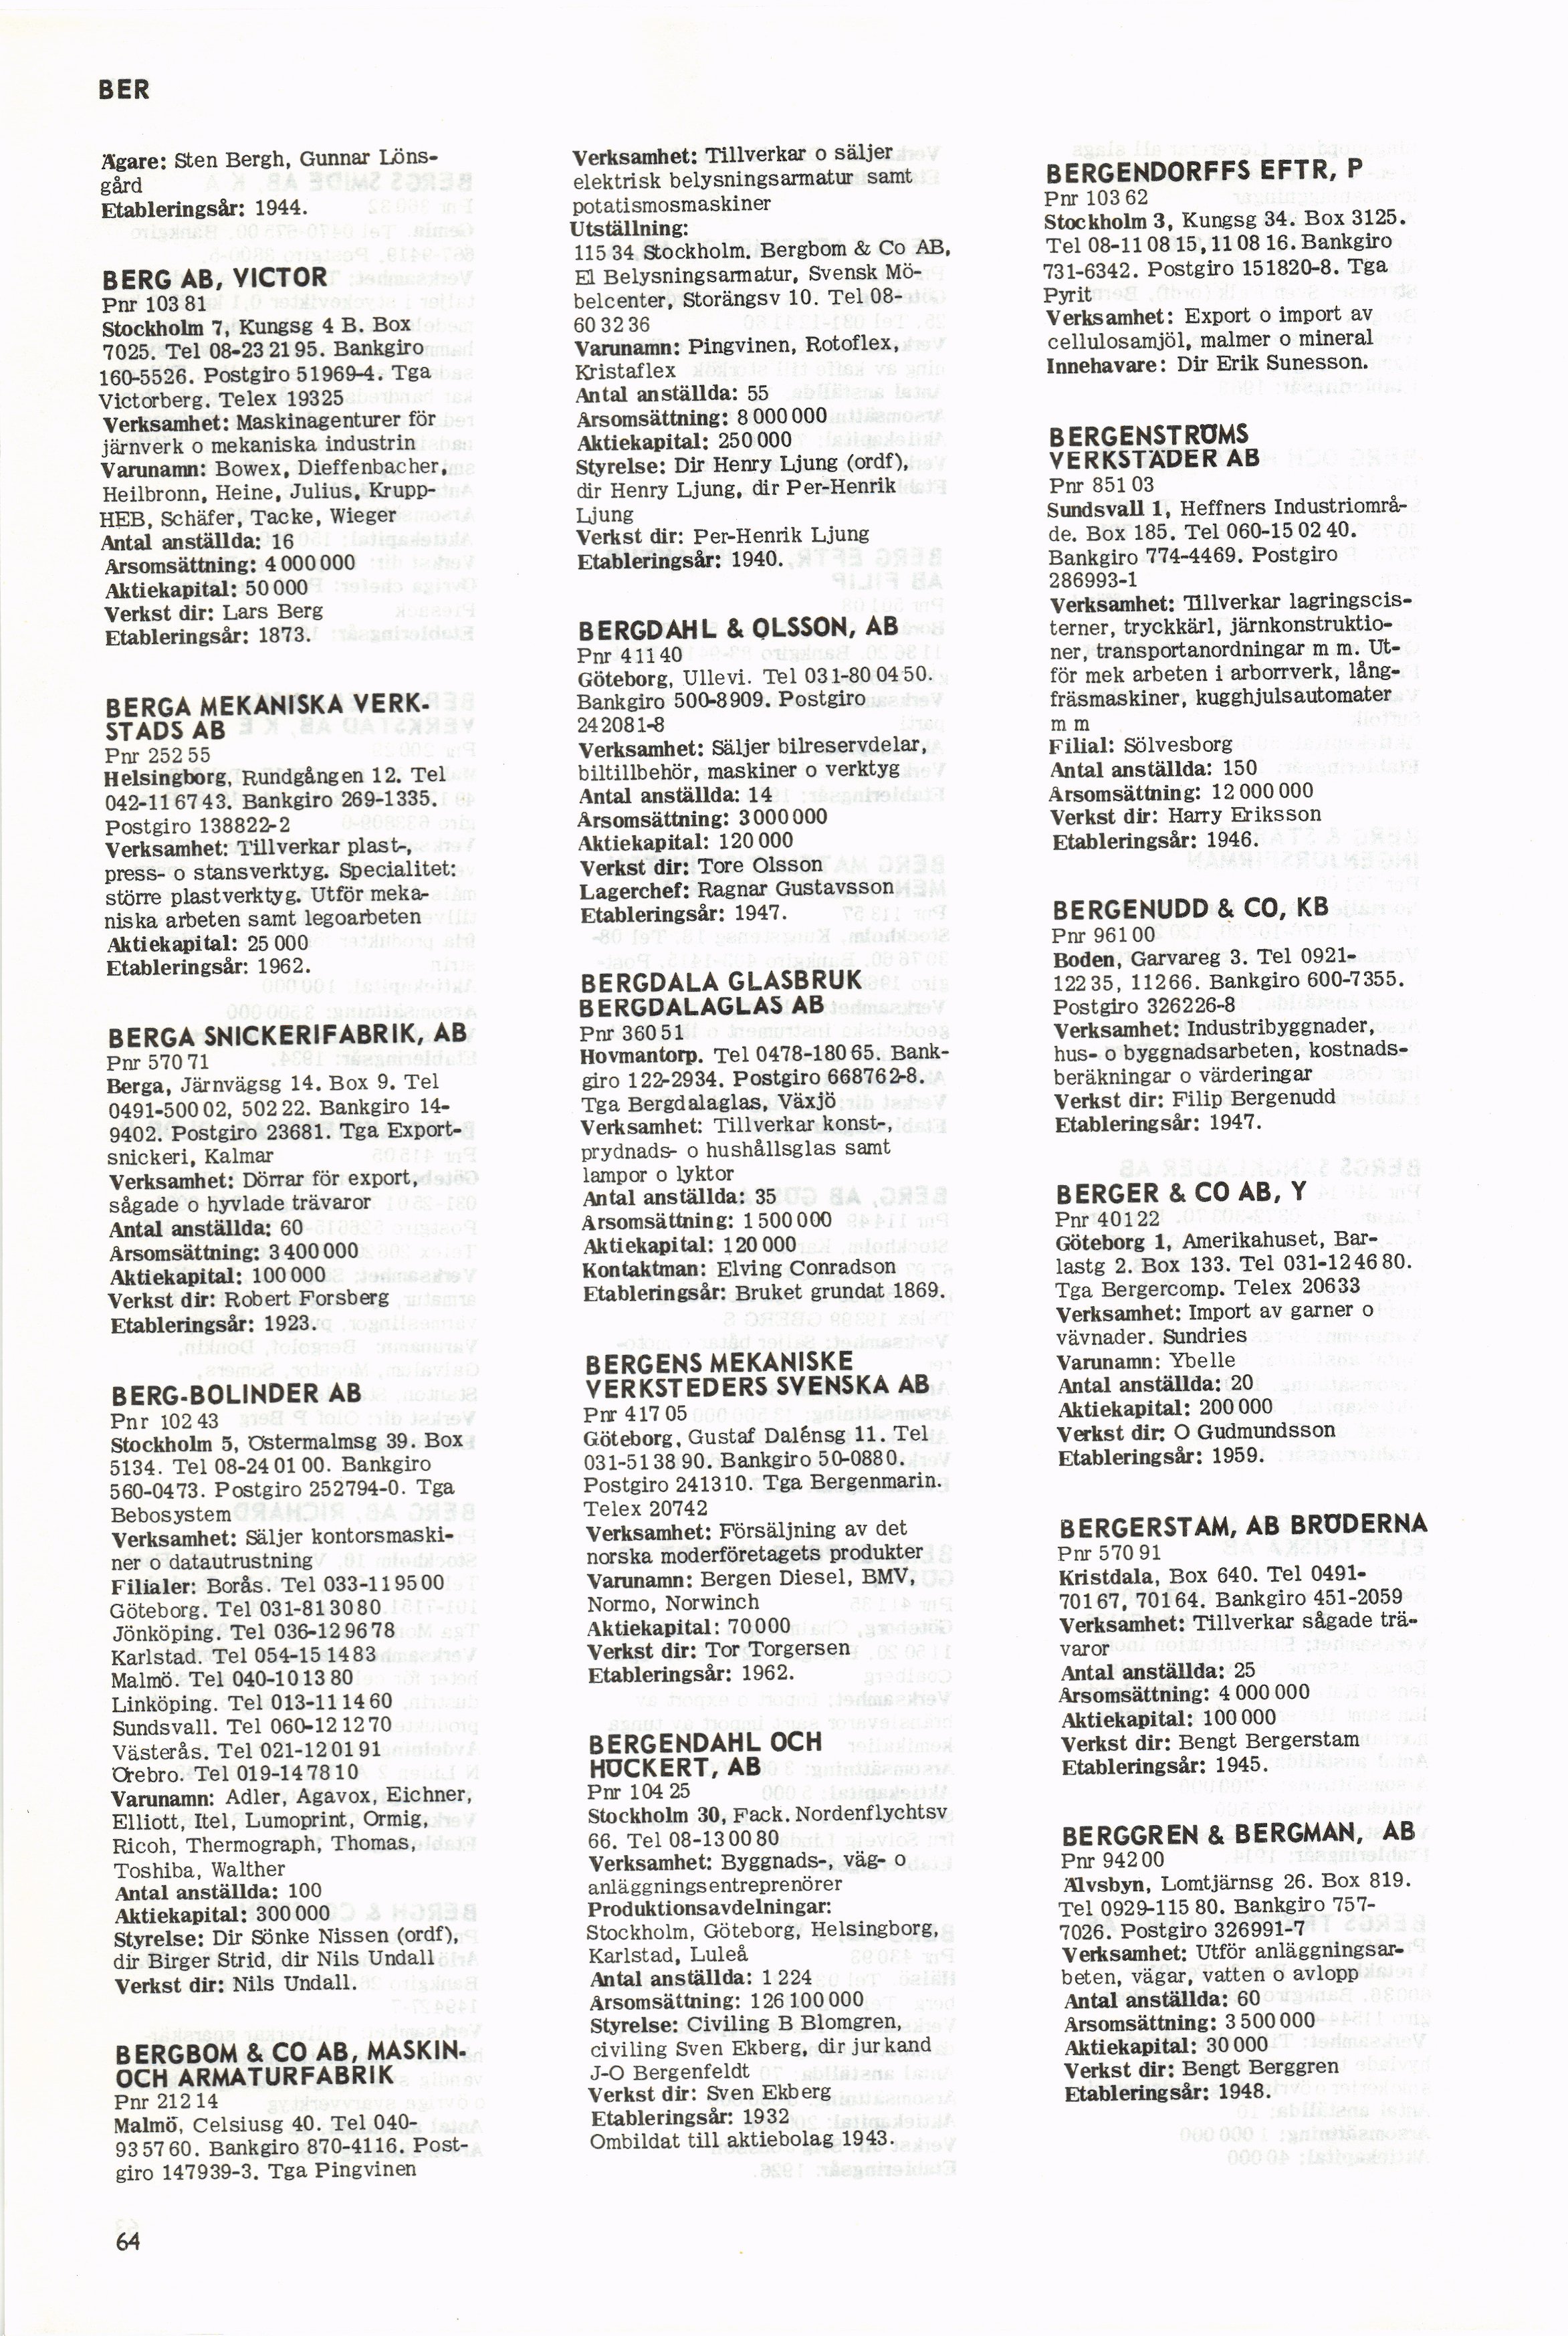 BER
Ägare: Sten Bergh, Gunnar Löns-
gård
Etableringsår: 1944.
BERG AB, VICTOR
Pnr 103 81
Stockholm 7, Kungsg 4 B. Box
7025. Tel 08-23 21 95. Bankgiro
160-5526. Postgiro 51969-4. Tga
Victorberg. Telex 19325
Verksamhet: Maskinagenturer för
järnverk o mekaniska industrin
Varunamn: Bowex, Dieffenbacher,
Heilbronn, Heine, Julius, Krupp-
HEB, Schäfer, Tacke, Wieger
Antal anställda: 16
Årsomsättning: 4 000 000
Aktiekapital: 50 000
Verkst dir: Lars Berg
Etableringsår: 1873.
BERGA MEKANISKA VERK-
STADS AB
Pnr 252 55
Helsingborg, Rundgången 12. Tel
042-11 67 43. Bankgiro 269-1335.
Postgiro 138822-2
Verksamhet: Tillverkar plast-,
press- o stansverktyg. Specialitet:
större plastverktyg. Utför meka-
niska arbeten samt legoarbeten
Aktiekapital: 25 000
Etableringsår: 1962.
BERGA SNICKERIFABRIK, AB
Pnr 570 71
Berga, Järnvägsg 14. Box 9. Tel
0491-500 02, 502 22. Bankgiro 14-
9402. Postgiro 23681. Tga Export-
snickeri, Kalmar
Verksamhet: Dörrar för export,
sågade o hyvlade trävaror
Antal anställda: 60
Årsomsättning: 3 400 000
Aktiekapital: 100 000
Verkst dir: Robert Forsberg
Etableringsår: 1923.
BERG-BOLINDER AB
Pnr 102 43
Stockholm 5, Östermalmsg 39. Box
5134. Tel 08-24 01 00. Bankgiro
560-0473. Postgiro 252794-0. Tga
Bebosystem
Verksamhet: Säljer kontorsmaski-
ner o datautrustning
Filialer: Borås. Tel 033-11 95 00
Göteborg. Tel 031-81 30 80
Jönköping. Tel 036-12 96 78
Karlstad. Tel 054-15 14 83
Malmö. Tel 040-10 13 80
Linköping. Tel 013-11 14 60
Sundsvall. Tel 060-12 12 70
Västerås. Tel 021-12 01 91
Örebro. Tel 019-14 78 10
Varunamn: Adler, Agavox, Eichner,
Elliott, Itel, Lumoprint, Ormig,
Ricoh, Thermograph, Thomas,
Toshiba, Walther
Antal anställda: 100
Aktiekapital: 300 000
Styrelse: Dir Sönke Nissen (ordf),
dir Birger Strid, dir Nils Undall
Verkst dir: Nils Undall.
BERGBOM & CO AB, MASKIN-
OCH ARMATURFABRIK
Pnr 212 14
Malmö, Celsiusg 40. Tel 040-
93 57 60. Bankgiro 870-4116. Post-
giro 147939-3. Tga Pingvinen
Verksamhet: Tillverkar o säljer
elektrisk belysningsarmatur samt
potatismosmaskiner
Utställning:
115 34 Stockholm. Bergbom & Co AB,
El Belysningsarmatur, Svensk Mö-
belcenter, Storängsv 10. Tel 08-
60 32 36
Varunamn: Pingvinen, Rotoflex,
Kristaflex
Antal anställda: 55
Årsomsättning: 8 000 000
Aktiekapital: 250 000
Styrelse: Dir Henry Ljung (ordf),
dir Henry Ljung, dir Per-Henrik
Ljung
Verkst dir: Per-Henrik Ljung
Etableringsår: 1940.
BERGDAHL & OLSSON, AB
Pnr 411 40
Göteborg, Ullevi. Tel 031-80 04 50.
Bankgiro 500-8909. Postgiro
242081-8
Verksamhet: Säljer bilreservdelar,
biltillbehör, maskiner o verktyg
Antal anställda: 14
Årsomsättning: 3 000 000
Aktiekapital: 120 000
Verkst dir: Tore Olsson
Lagerchef: Ragnar Gustavsson
Etableringsår: 1947.
BERGDALA GLASBRUK
BERGDALAGLAS AB
Pnr 360 51
Hovmantorp. Tel 0478-180 65. Bank-
giro 122-2934. Postgiro 668762-8.
Tga Bergdalaglas, Växjö
Verksamhet: Tillverkar konst-,
prydnads- o hushållsglas samt
lampor o lyktor
Antal anställda: 35
Årsomsättning: 1 500 000
Aktiekapital: 120 000
Kontaktman: Elving Conradson
Etableringsår: Bruket grundat 1869.
BERGENS MEKANISKE
VERKSTEDERS SVENSKA AB
Pnr 417 05
Göteborg, Gustaf Dalénsg 11. Tel
031-51 38 90. Bankgiro 50-0880.
Postgiro 241310. Tga Bergenmarin.
Telex 20742
Verksamhet: Försäljning av det
norska moderföretagets produkter
Varunamn: Bergen Diesel, BMV,
Normo, Norwinch
Aktiekapital: 70 000
Verkst dir: Tor Torgersen
Etableringsår: 1962.
BERGENDAHL OCH
HÖCKERT, AB
Pnr 104 25
Stockholm 30, Fack. Nordenflychtsv
66. Tel 08-13 00 80
Verksamhet: Byggnads-, väg- o
anläggningsentreprenörer
Produktionsavdelningar:
Stockholm, Göteborg, Helsingborg,
Karlstad, Luleå
Antal anställda: 1 224
Årsomsättning: 126 100 000
Styrelse: Civiling B Blomgren,
civiling Sven Ekberg, dir jur kand
J-O Bergenfeldt
Verkst dir: Sven Ekberg
Etableringsår: 1932
Ombildat till aktiebolag 1943.
BERGENDORFFS EFTR, P
Pnr 103 62
Stockholm 3, Kungsg 84. Box 3125.
Tel 08-11 08 15, 11 08 16. Bankgiro
731-6342. Postgiro 151820-8. Tga
Pyrit
Verksamhet: Export o import av
cellulosamjöl, malmer o mineral
Innehavare: Dir Erik Sunesson.
BERGENSTRÖMS
VERKSTÄDER AB
Pnr 851 03
Sundsvall 1, Heffners Industriområ-
de. Box 185. Tel 060-15 02 40.
Bankgiro 774-4469. Postgiro
286993-1
Verksamhet: Tillverkar lagringscis-
terner, tryckkärl, järnkonstruktio-
ner, transportanordningar m m. Ut-
för mek arbeten i arborrverk, lång-
fräsmaskiner, kugghjulsautomater
m m
Filial: Sölvesborg
Antal anställda: 150
Årsomsättning: 12 000 000
Verkst dir: Harry Eriksson
Etableringsår: 1946.
BERGENUDD & CO, KB
Pnr 961 00
Boden, Garvareg 3. Tel 0921-
122 35, 112 66. Bankgiro 600-7355.
Postgiro 326226-8
Verksamhet: Industribyggnader,
hus- o byggnadsarbeten, kostnads-
beräkningar o värderingar
Verkst dir: Filip Bergenudd
Etableringsår: 1947.
BERGER & CO AB, Y
Pnr 401 22
Göteborg 1, Amerikahuset, Bar-
lastg 2. Box 133. Tel 031-12 46 80.
Tga Bergercomp. Telex 20633
Verksamhet: Import av garner o
vävnader. Sundries
Varunamn: Ybelle
Antal anställda: 20
Aktiekapital: 200 000
Verkst dir: O Gudmundsson
Etableringsår: 1959.
BERGERSTAM, AB BRÖDERNA
Pnr 570 91
Kristdala, Box 640. Tel 0491-
701 67, 701 64. Bankgiro 451-2059
Verksamhet: Tillverkar sågade trä-
varor
Antal anställda: 25
Årsomsättning: 4 000 000
Aktiekapital: 100 000
Verkst dir: Bengt Bergerstam
Etableringsår: 1945.
BERGGREN & BERGMAN, AB
Pnr 942 00
Älvsbyn, Lomtjärnsg 26. Box 819.
Tel 0929-115 80. Bankgiro 757-
7026. Postgiro 326991-7
Verksamhet: Utför anläggningsar-
beten, vägar, vatten o avlopp
Antal anställda: 60
Årsomsättning: 3 500 000
Aktiekapital: 30 000
Verkst dir: Bengt Berggren
Etableringsår: 1948.
64